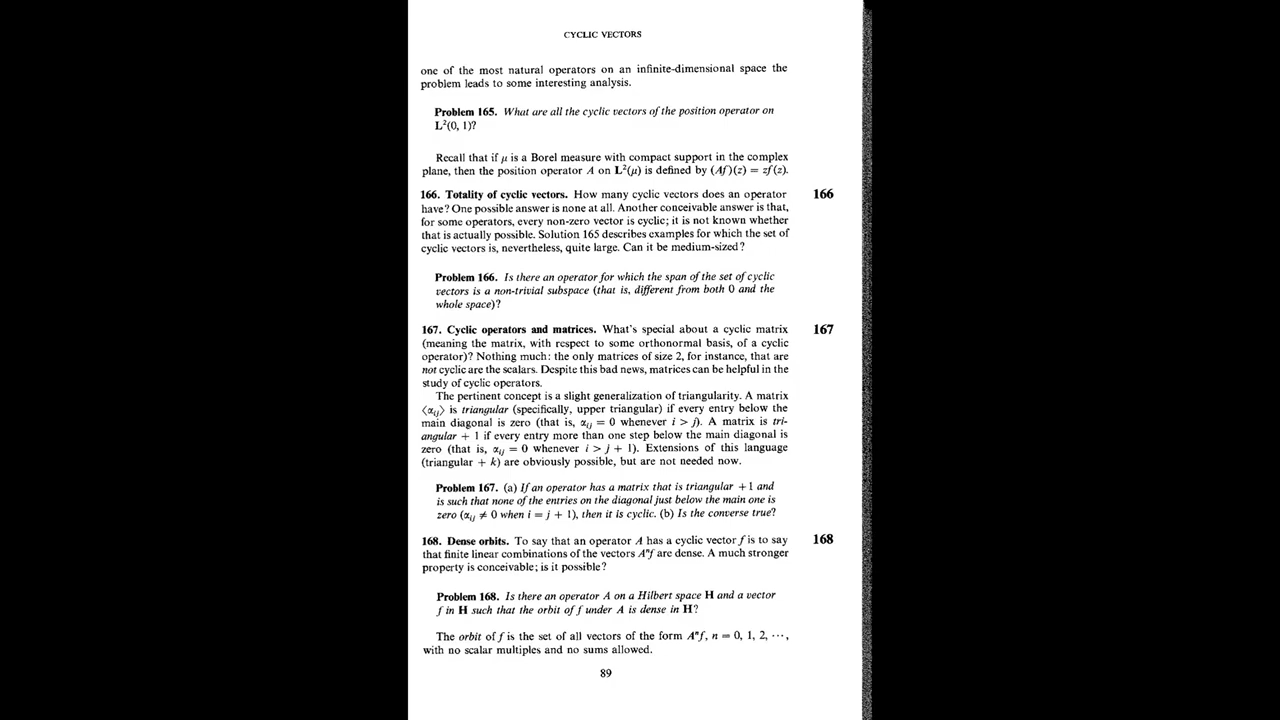 CYCLIC VECTORS
one of the most natural operators on an infinite-dimensional space the
problem leads to some interesting analysis.
Problem 165. What are all the cyclic vectors of the position operator on
L²(0, 1)?
Recall that if μ is a Borel measure with compact support in the complex
plane, then the position operator A on L²(μ) is defined by (Af)(z) = zf(z).
166. Totality of cyclic vectors. How many cyclic vectors does an operator 166
have? One possible answer is none at all. Another conceivable answer is that,
for some operators, every non-zero vector is cyclic; it is not known whether
that is actually possible. Solution 165 describes examples for which the set of
cyclic vectors is, nevertheless, quite large. Can it be medium-sized?
Problem 166. Is there an operator for which the span of the set of cyclic
vectors is a non-trivial subspace (that is, different from both 0 and the
whole space)?
167. Cyclic operators and matrices. What's special about a cyclic matrix 167
(meaning the matrix, with respect to some orthonormal basis, of a cyclic
operator)? Nothing much: the only matrices of size 2, for instance, that are
not cyclic are the scalars. Despite this bad news, matrices can be helpful in the
study of cyclic operators.
The pertinent concept is a slight generalization of triangularity. A matrix
⟨αij⟩ is triangular (specifically, upper triangular) if every entry below the
main diagonal is zero (that is, αij = 0 whenever i > j). A matrix is tri-
angular + 1 if every entry more than one step below the main diagonal is
zero (that is, αij = 0 whenever i > j + 1). Extensions of this language
(triangular + k) are obviously possible, but are not needed now.
Problem 167. (a) If an operator has a matrix that is triangular +1 and
is such that none of the entries on the diagonal just below the main one is
zero (αij ≠ 0 when i = j + 1), then it is cyclic. (b) Is the converse true?
168. Dense orbits. To say that an operator A has a cyclic vector f is to say 168
that finite linear combinations of the vectors Aⁿf are dense. A much stronger
property is conceivable; is it possible?
Problem 168. Is there an operator A on a Hilbert space H and a vector
f in H such that the orbit of f under A is dense in H?
The orbit of f is the set of all vectors of the form Aⁿf, n = 0, 1, 2, ···,
with no scalar multiples and no sums allowed.
89